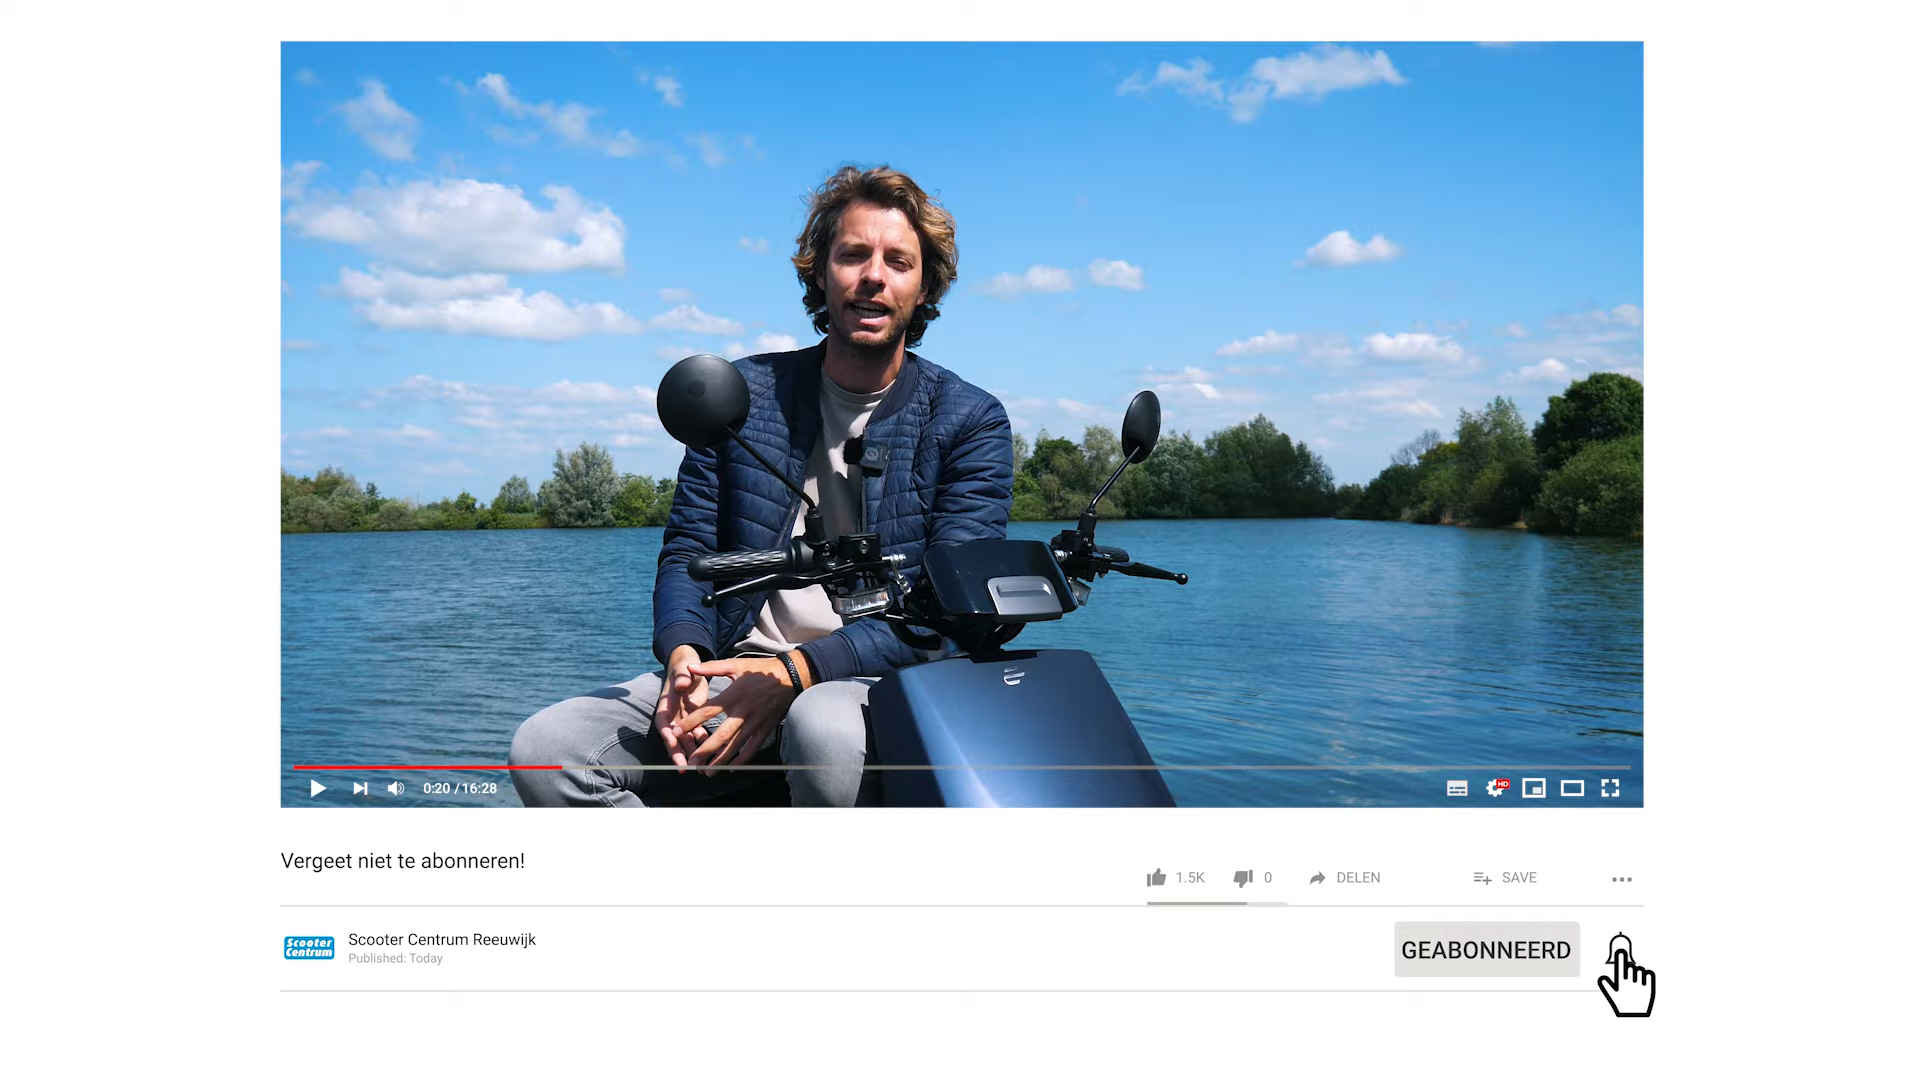 0:20 / 16:28
HD
Vergeet niet te abonneren!
1.5K
0
DELEN
SAVE
Scooter Centrum
Scooter Centrum Reeuwijk
Published: Today
GEABONNEERD